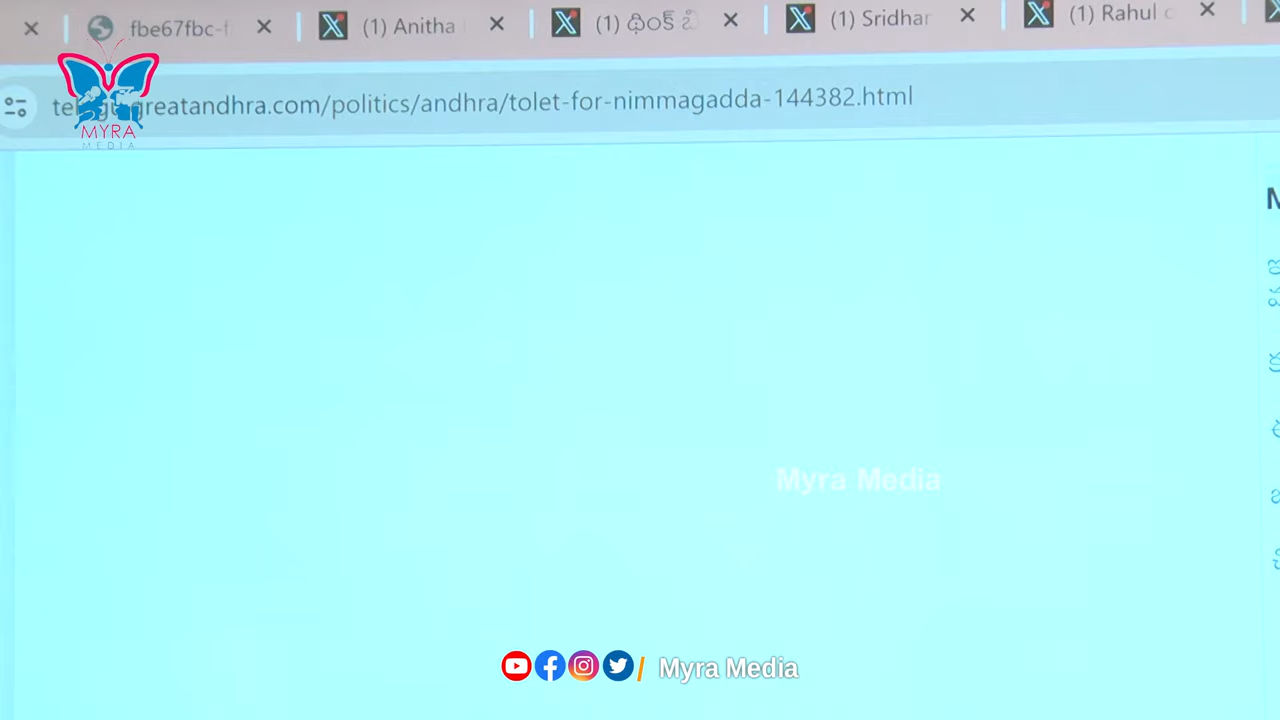 fbe67fbc-f
(1) Anitha
(1)
(1) Sridhar
(1) Rahul
greatandhra.com/politics/andhra/tolet-for-nimmagadda-144382.html
MYRA
MEDIA
Myra Media
Myra Media